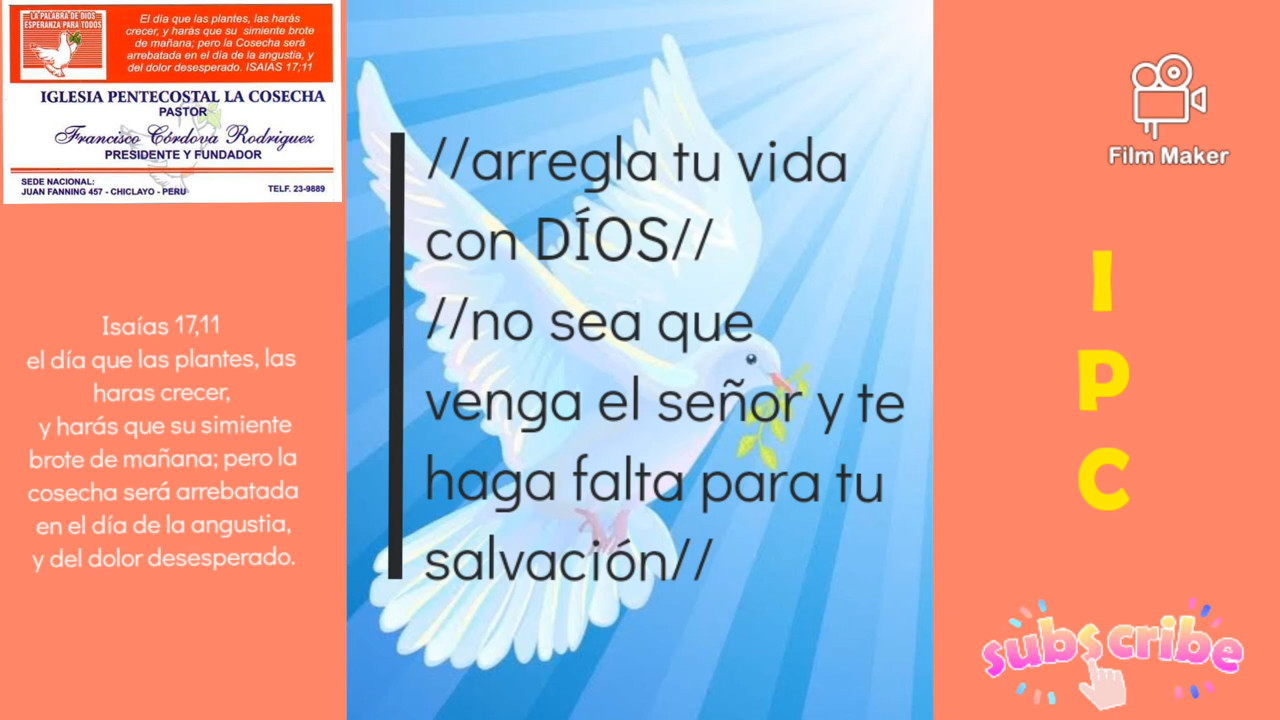 LA PALABRA DE DIOS
ESPERANZA PARA TODOS
El día que las plantes, las harás
crecer, y harás que su simiente brote
de mañana; pero la Cosecha será
arrebatada en el día de la angustia, y
del dolor desesperado. ISAIAS 17;11
IGLESIA PENTECOSTAL LA COSECHA
PASTOR
Francisco Córdova Rodriguez
PRESIDENTE Y FUNDADOR
SEDE NACIONAL:
JUAN FANNING 457 - CHICLAYO - PERU
TELF. 23-9889
Isaías 17,11
el día que las plantes, las
haras crecer,
y harás que su simiente
brote de mañana; pero la
cosecha será arrebatada
en el día de la angustia,
y del dolor desesperado.
//arregla tu vida
con DÍOS//
//no sea que
venga el señor y te
haga falta para tu
salvación//
Film Maker
I
P
C
subscribe